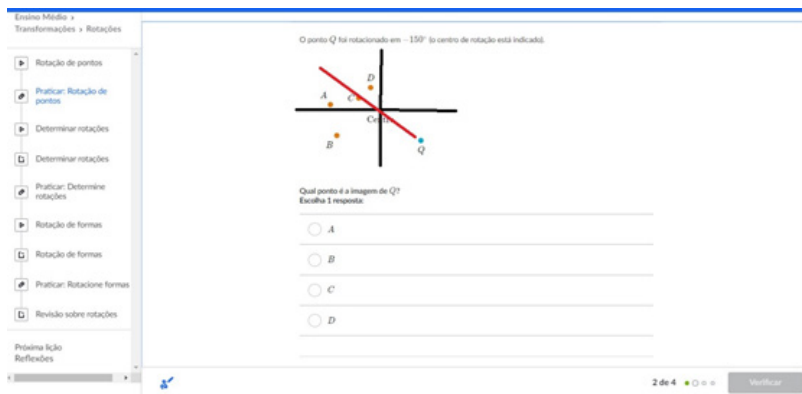 Ensino Médio >
Transformações > Rotações
Rotação de pontos
Praticar: Rotação de
pontos
Determinar rotações
Determinar rotações
Praticar: Determine
rotações
Rotação de formas
Rotação de formas
Praticar: Rotacione formas
Revisão sobre rotações
Próxima lição
Reflexões
O ponto Q foi rotacionado em −150° (o centro de rotação está indicado).
D
A
C
B
Q
Qual ponto é a imagem de Q?
Escolha 1 resposta:
A
B
C
D
2 de 4
Verificar